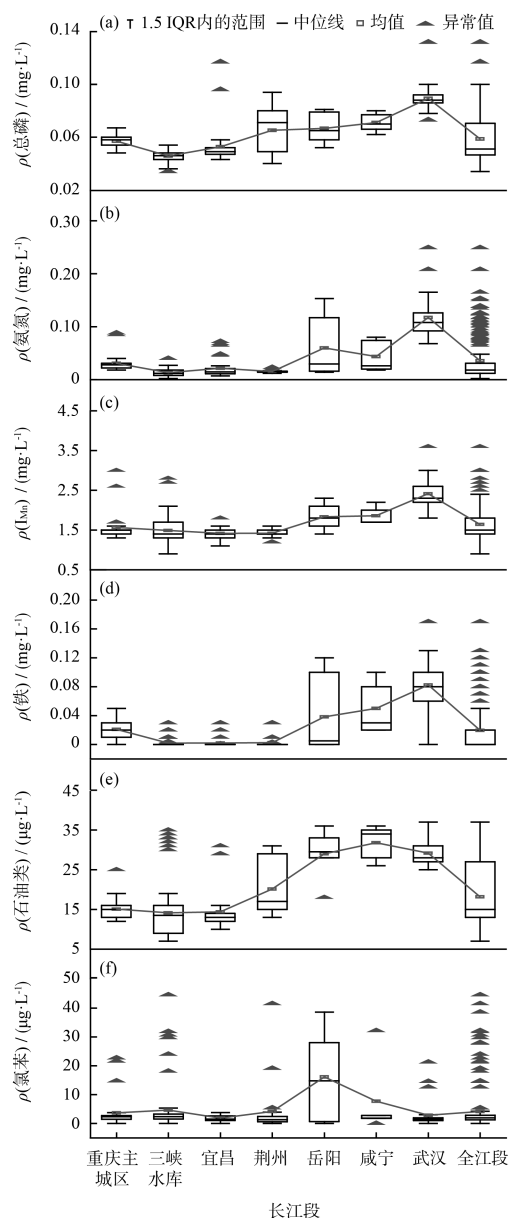 (a) ┬ 1.5 IQR内的范围 — 中位线 □ 均值 ▲ 异常值
0.14
0.10
0.06
0.02
ρ(总磷) / (mg·L⁻¹)
(b)
0.30
0.20
0.10
0
ρ(氨氮) / (mg·L⁻¹)
(c)
4.5
3.5
2.5
1.5
0.5
ρ(I_Mn) / (mg·L⁻¹)
(d)
0.20
0.16
0.12
0.08
0.04
0
ρ(铁) / (mg·L⁻¹)
(e)
45
35
25
15
5
ρ(石油类) / (μg·L⁻¹)
(f)
50
40
30
20
10
0
ρ(氯苯) / (μg·L⁻¹)
重庆主 三峡 宜昌 荆州 岳阳 咸宁 武汉 全江段
城区 水库
长江段